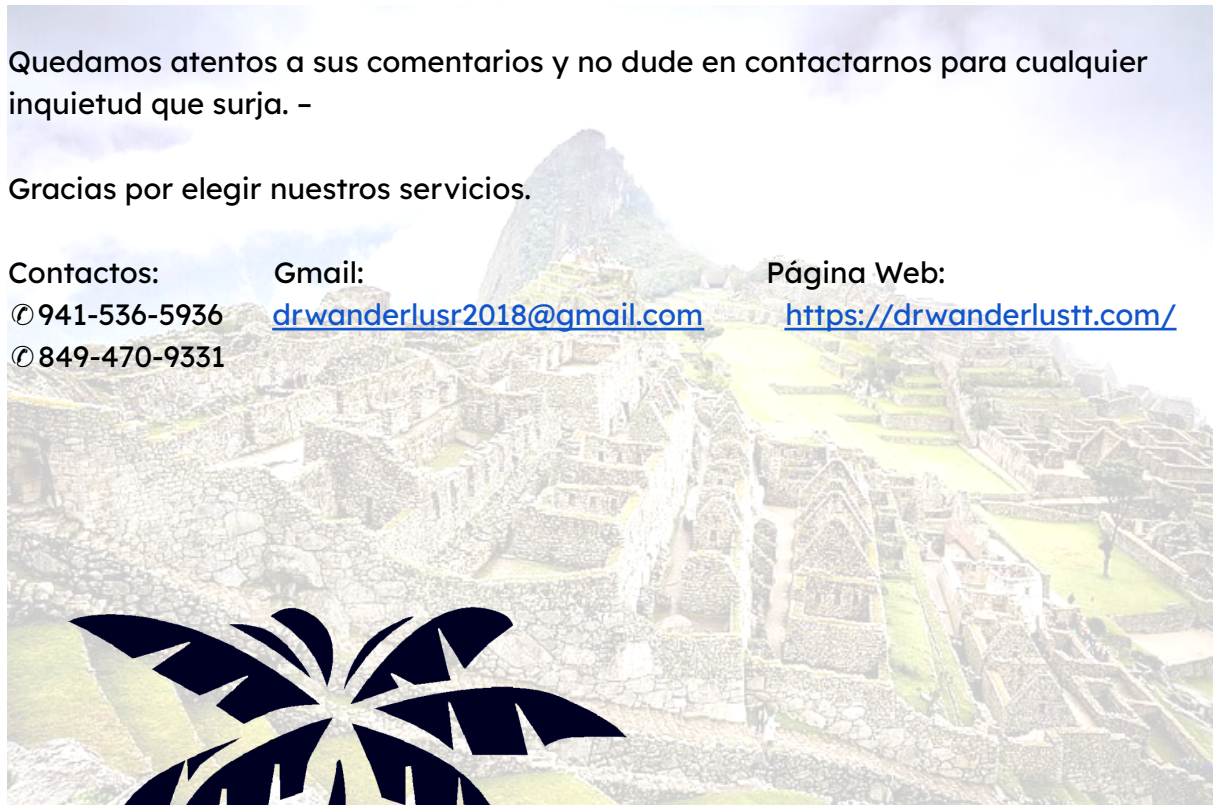 Quedamos atentos a sus comentarios y no dude en contactarnos para cualquier
inquietud que surja. –
Gracias por elegir nuestros servicios.
Contactos: Gmail: Página Web:
✆941-536-5936 drwanderlusr2018@gmail.com https://drwanderlustt.com/
✆849-470-9331